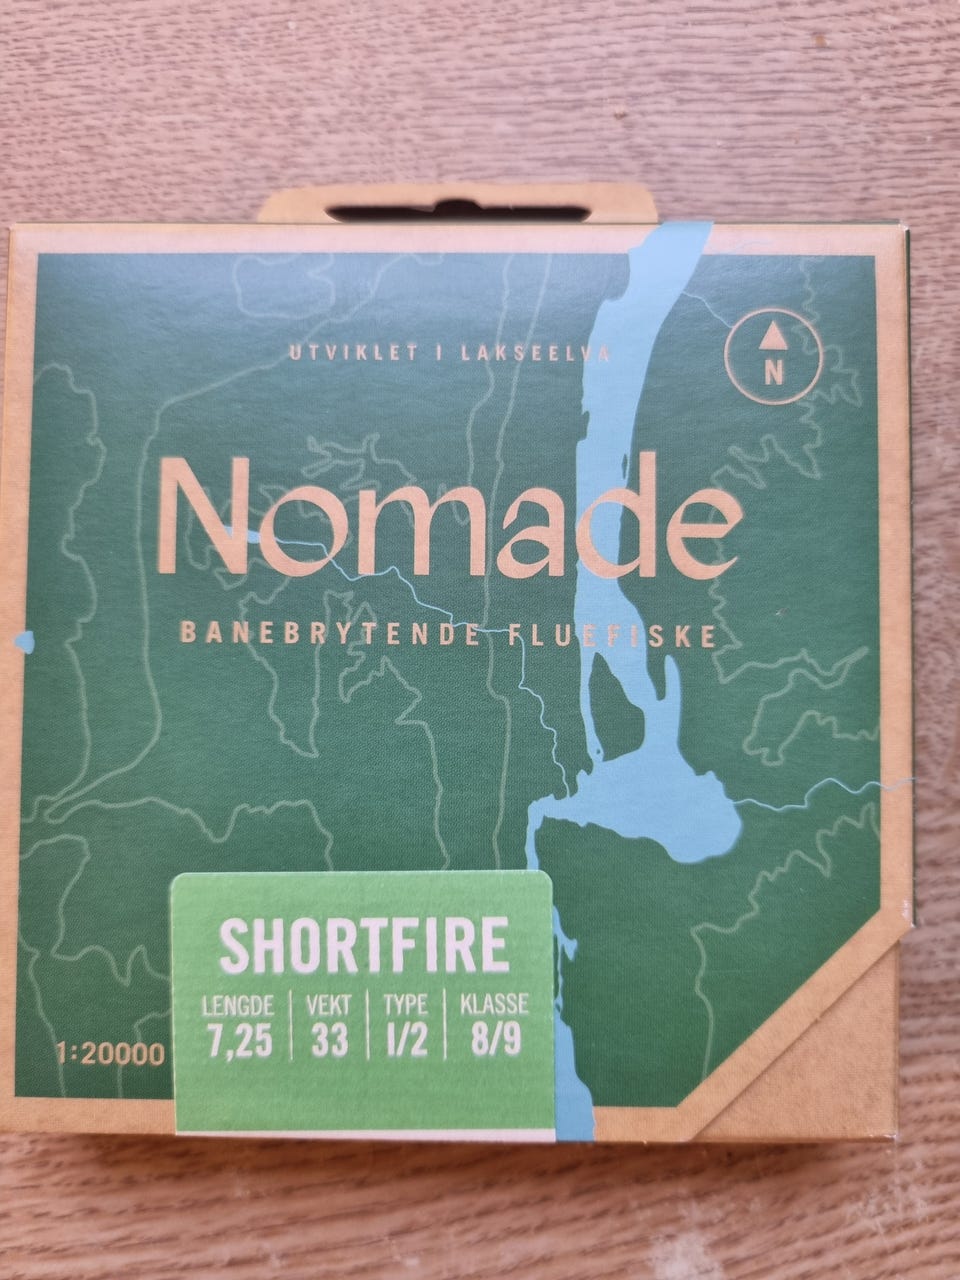 UTVIKLET I LAKSEELVA
N
Nomade
BANEBRYTENDE FLUEFISKE
SHORTFIRE
LENGDE VEKT TYPE KLASSE
7,25 33 I/2 8/9
1:20000